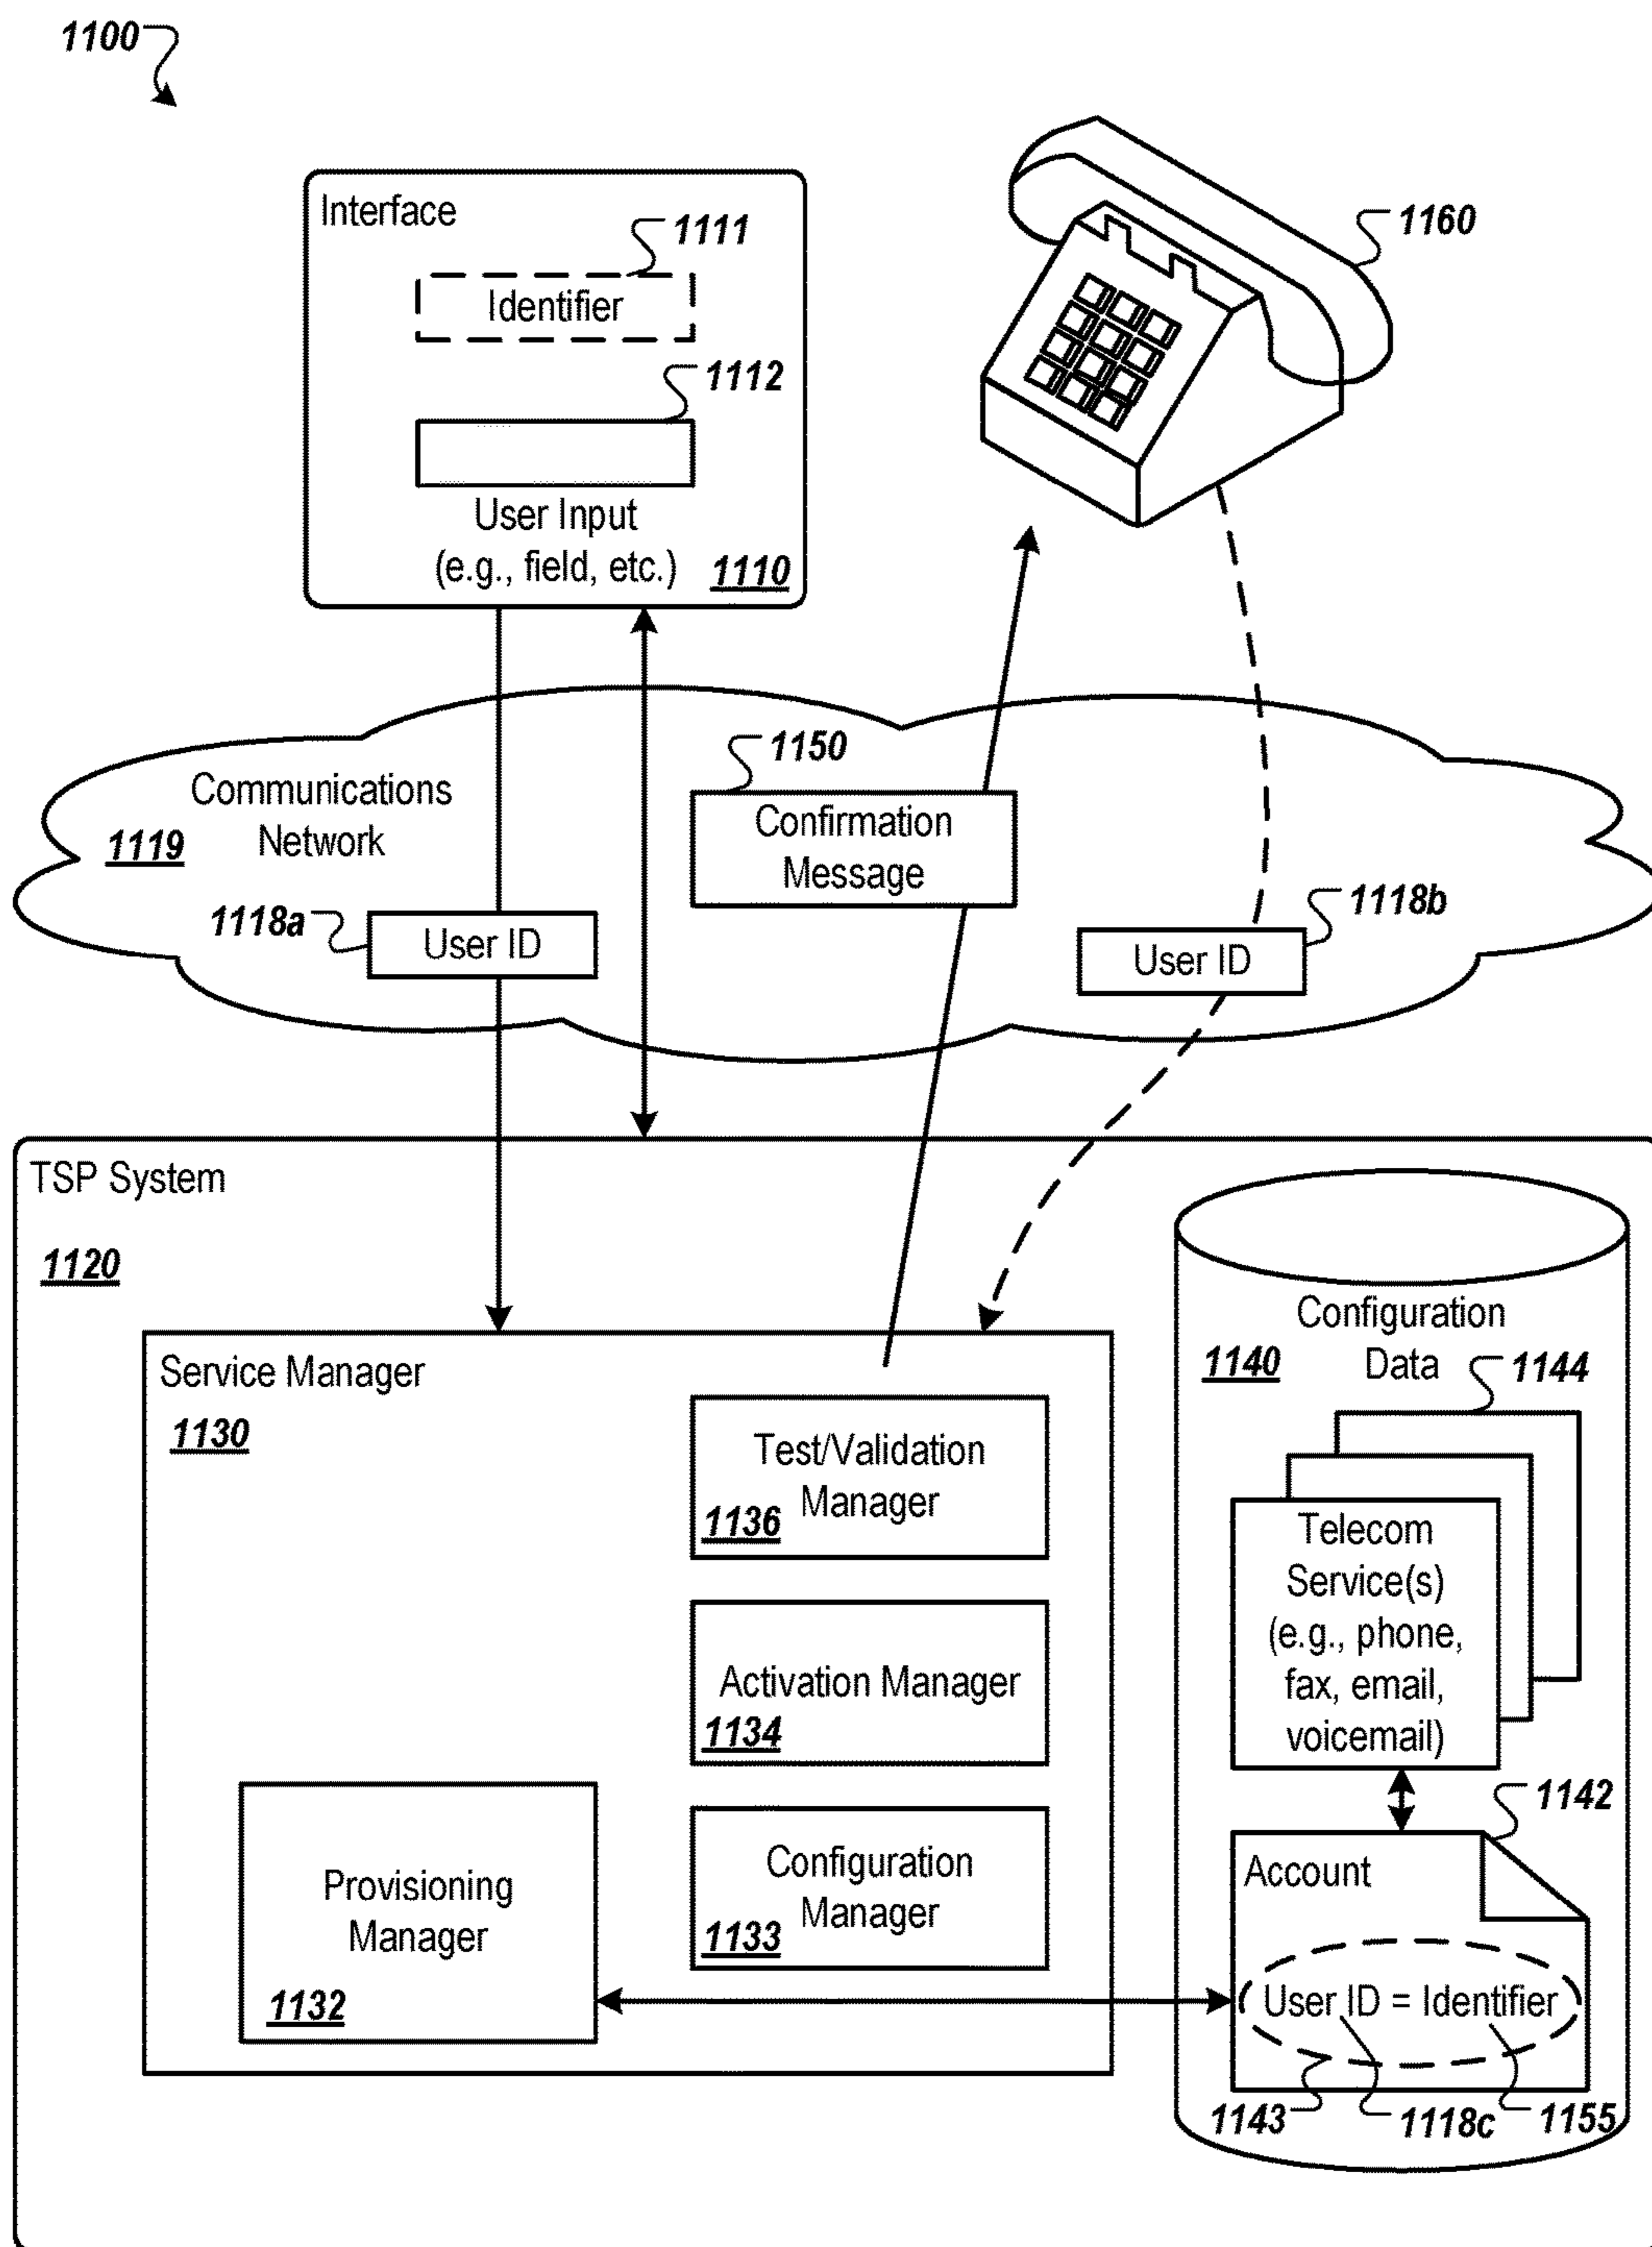 1100
Interface
1111
Identifier
1112
User Input
(e.g., field, etc.)
1110
1160
Communications
Network
1119
1150
Confirmation
Message
1118a
User ID
1118b
User ID
TSP System
1120
Service Manager
1130
Test/Validation
Manager
1136
Activation Manager
1134
Configuration
Manager
1133
Provisioning
Manager
1132
Configuration
Data
1140
1144
Telecom
Service(s)
(e.g., phone,
fax, email,
voicemail)
1142
Account
User ID = Identifier
1143
1118c
1155